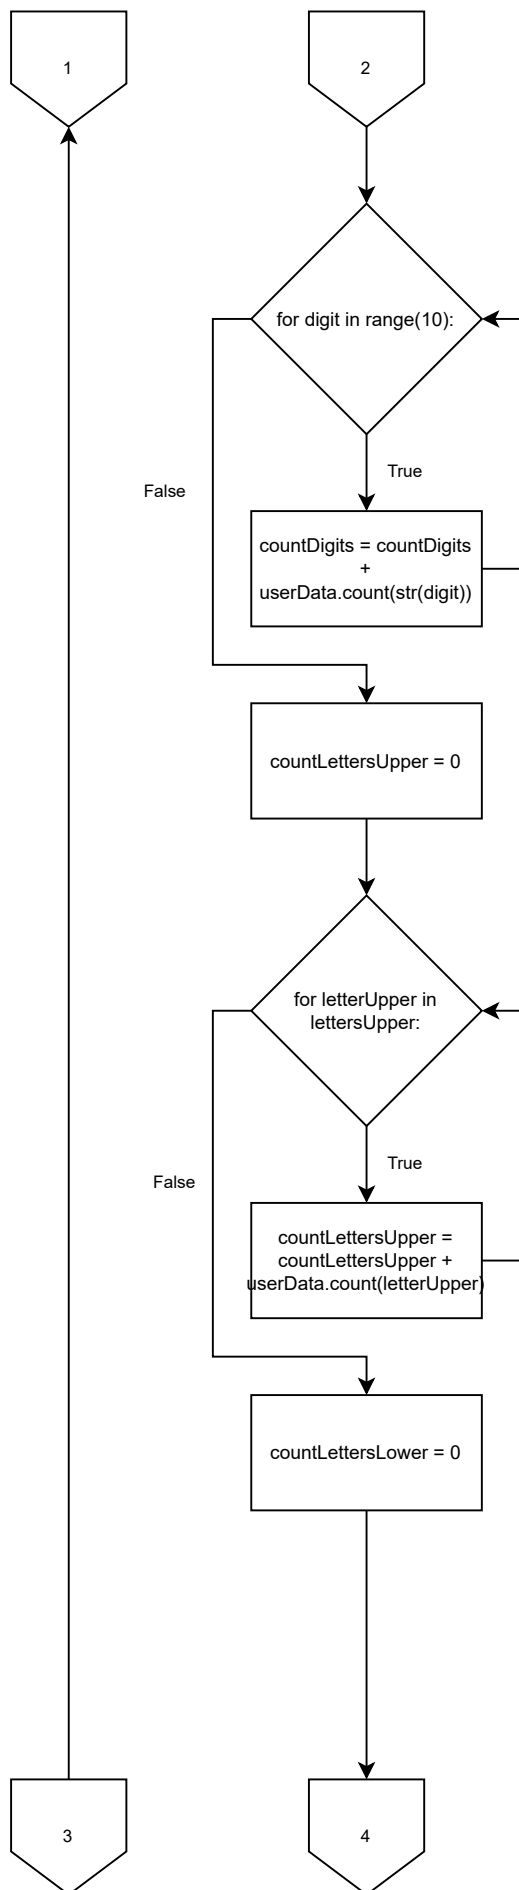 1
2
for digit in range(10):
True
False
countDigits = countDigits
+
userData.count(str(digit))
countLettersUpper = 0
for letterUpper in
lettersUpper:
True
False
countLettersUpper =
countLettersUpper +
userData.count(letterUpper)
countLettersLower = 0
3
4